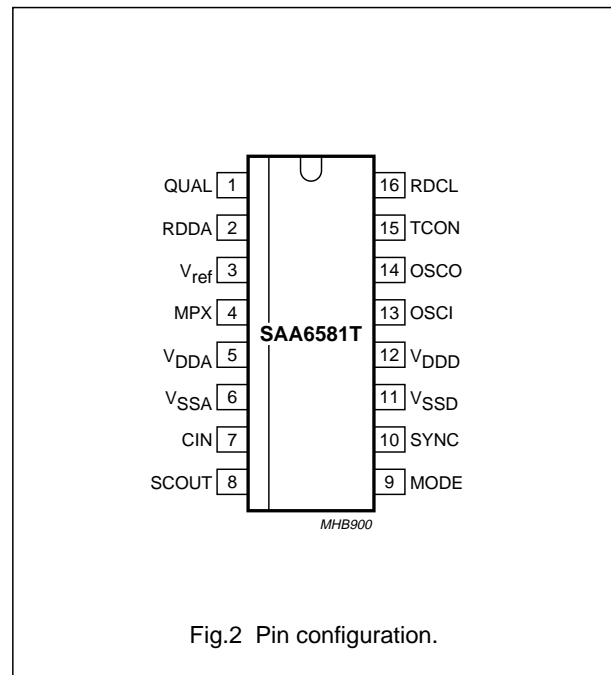 QUAL 1 16 RDCL
RDDA 2 15 TCON
Vref 3 14 OSCO
MPX 4 13 OSCI
SAA6581T
VDDA 5 12 VDDD
VSSA 6 11 VSSD
CIN 7 10 SYNC
SCOUT 8 9 MODE
MHB900
Fig.2 Pin configuration.